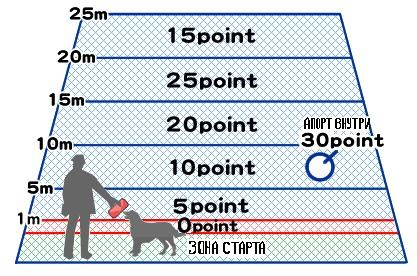 25m
15point
20m
25point
15m
20point
АПОРТ ВНУТРИ
30point
10m
10point
5m
5point
1m
0point
ЗОНА СТАРТА